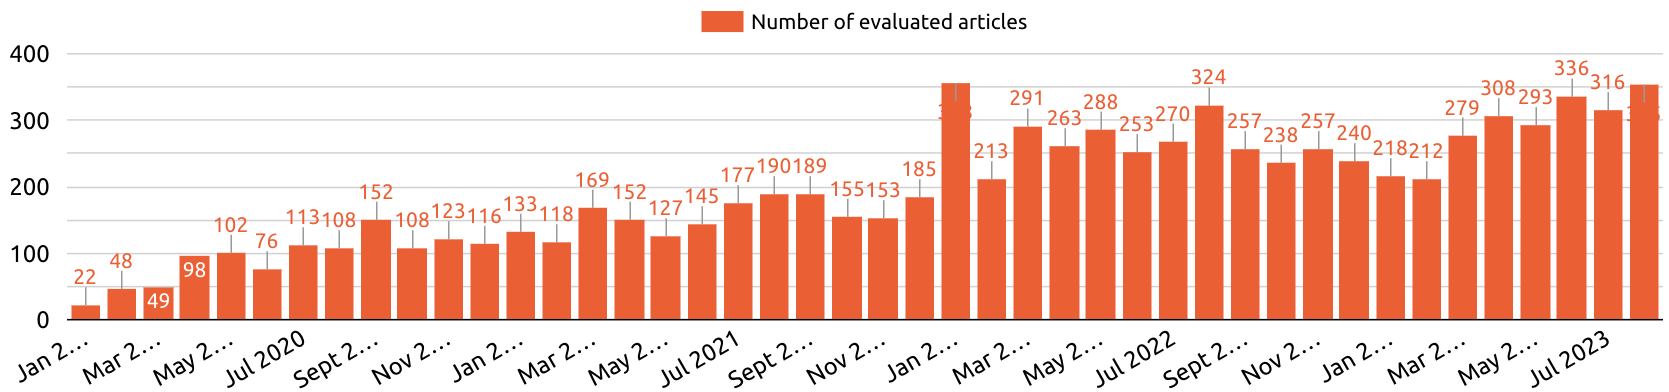 Number of evaluated articles
400
300
200
100
0
22
48
49
98
102
76
113
108
152
108
123
116
133
118
169
152
127
145
177
190
189
155
153
185
213
291
263
288
253
270
324
257
238
257
240
218
212
279
308
293
336
316
Jan 2...
Mar 2...
May 2...
Jul 2020
Sept 2...
Nov 2...
Jan 2...
Mar 2...
May 2...
Jul 2021
Sept 2...
Nov 2...
Jan 2...
Mar 2...
May 2...
Jul 2022
Sept 2...
Nov 2...
Jan 2...
Mar 2...
May 2...
Jul 2023